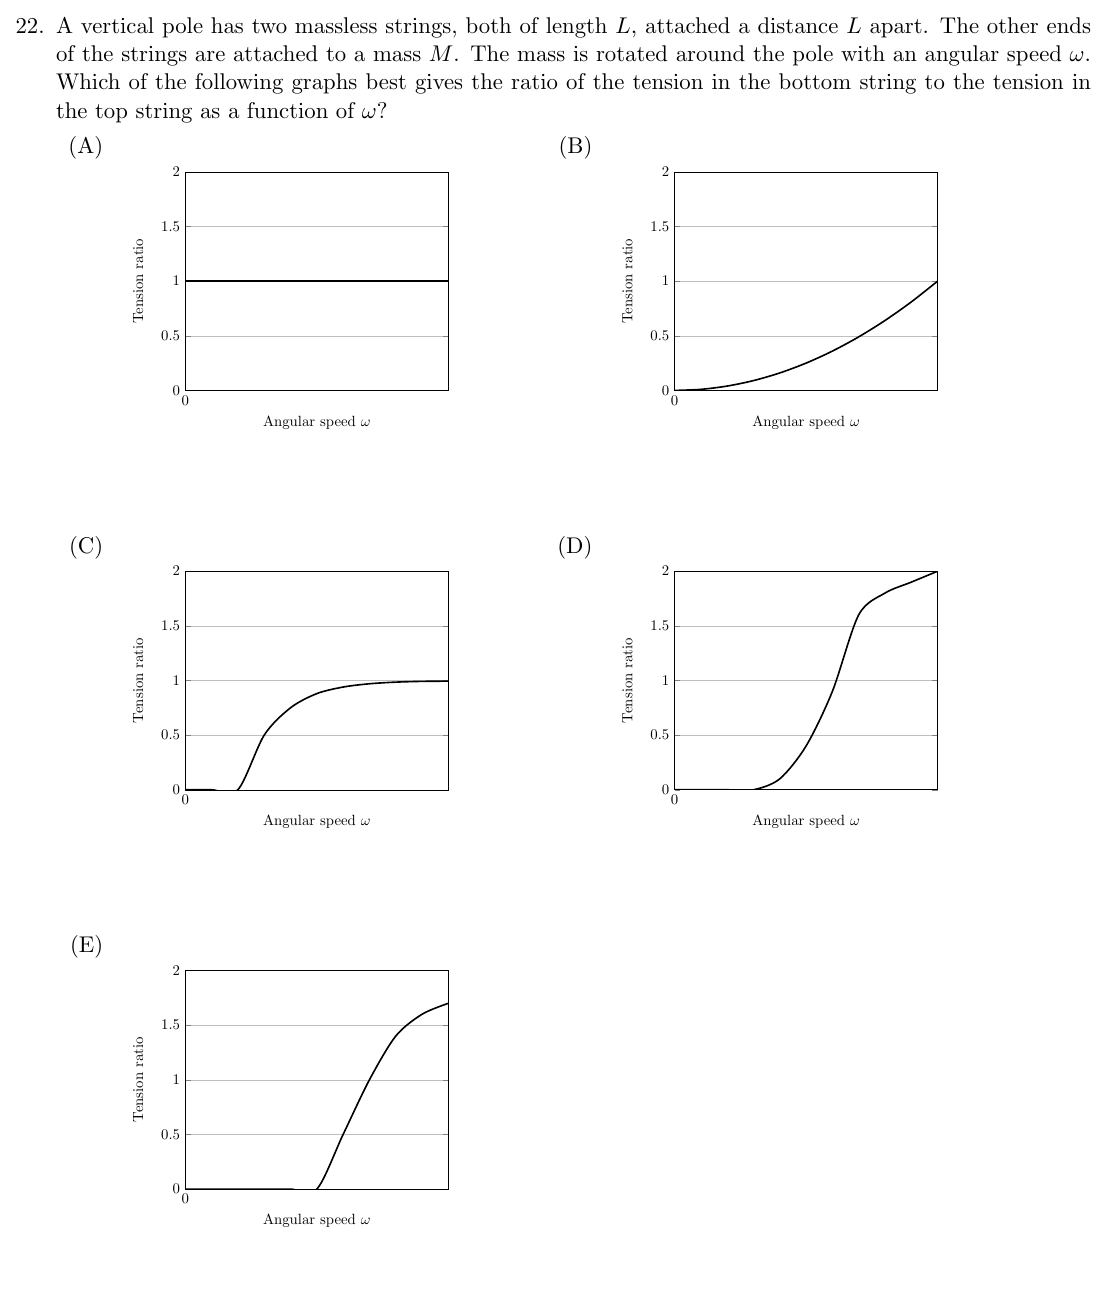 22. A vertical pole has two massless strings, both of length L, attached a distance L apart. The other ends
of the strings are attached to a mass M. The mass is rotated around the pole with an angular speed ω.
Which of the following graphs best gives the ratio of the tension in the bottom string to the tension in
the top string as a function of ω?
(A)
2
1.5
1
0.5
0
0
Tension ratio
Angular speed ω
(B)
2
1.5
1
0.5
0
0
Tension ratio
Angular speed ω
(C)
2
1.5
1
0.5
0
0
Tension ratio
Angular speed ω
(D)
2
1.5
1
0.5
0
0
Tension ratio
Angular speed ω
(E)
2
1.5
1
0.5
0
0
Tension ratio
Angular speed ω